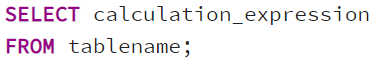 SELECT calculation_expression
FROM tablename;